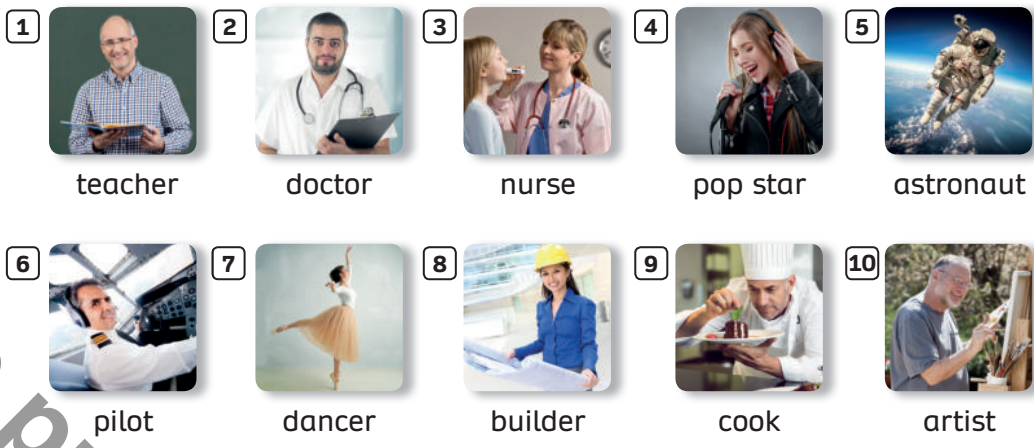 1 2 3 4 5
teacher doctor nurse pop star astronaut
6 7 8 9 10
pilot dancer builder cook artist